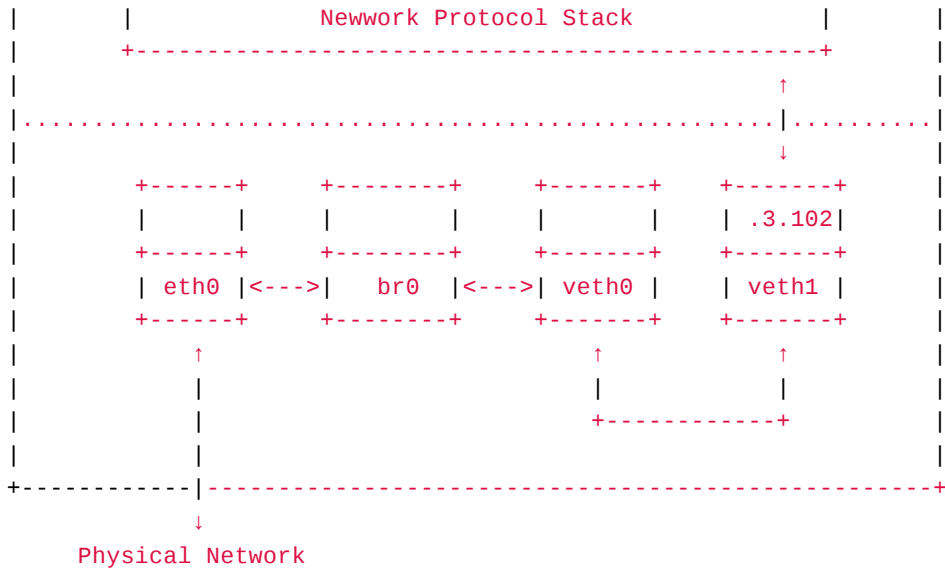 Newwork Protocol Stack
.3.102
eth0 <---> br0 <---> veth0 veth1
Physical Network